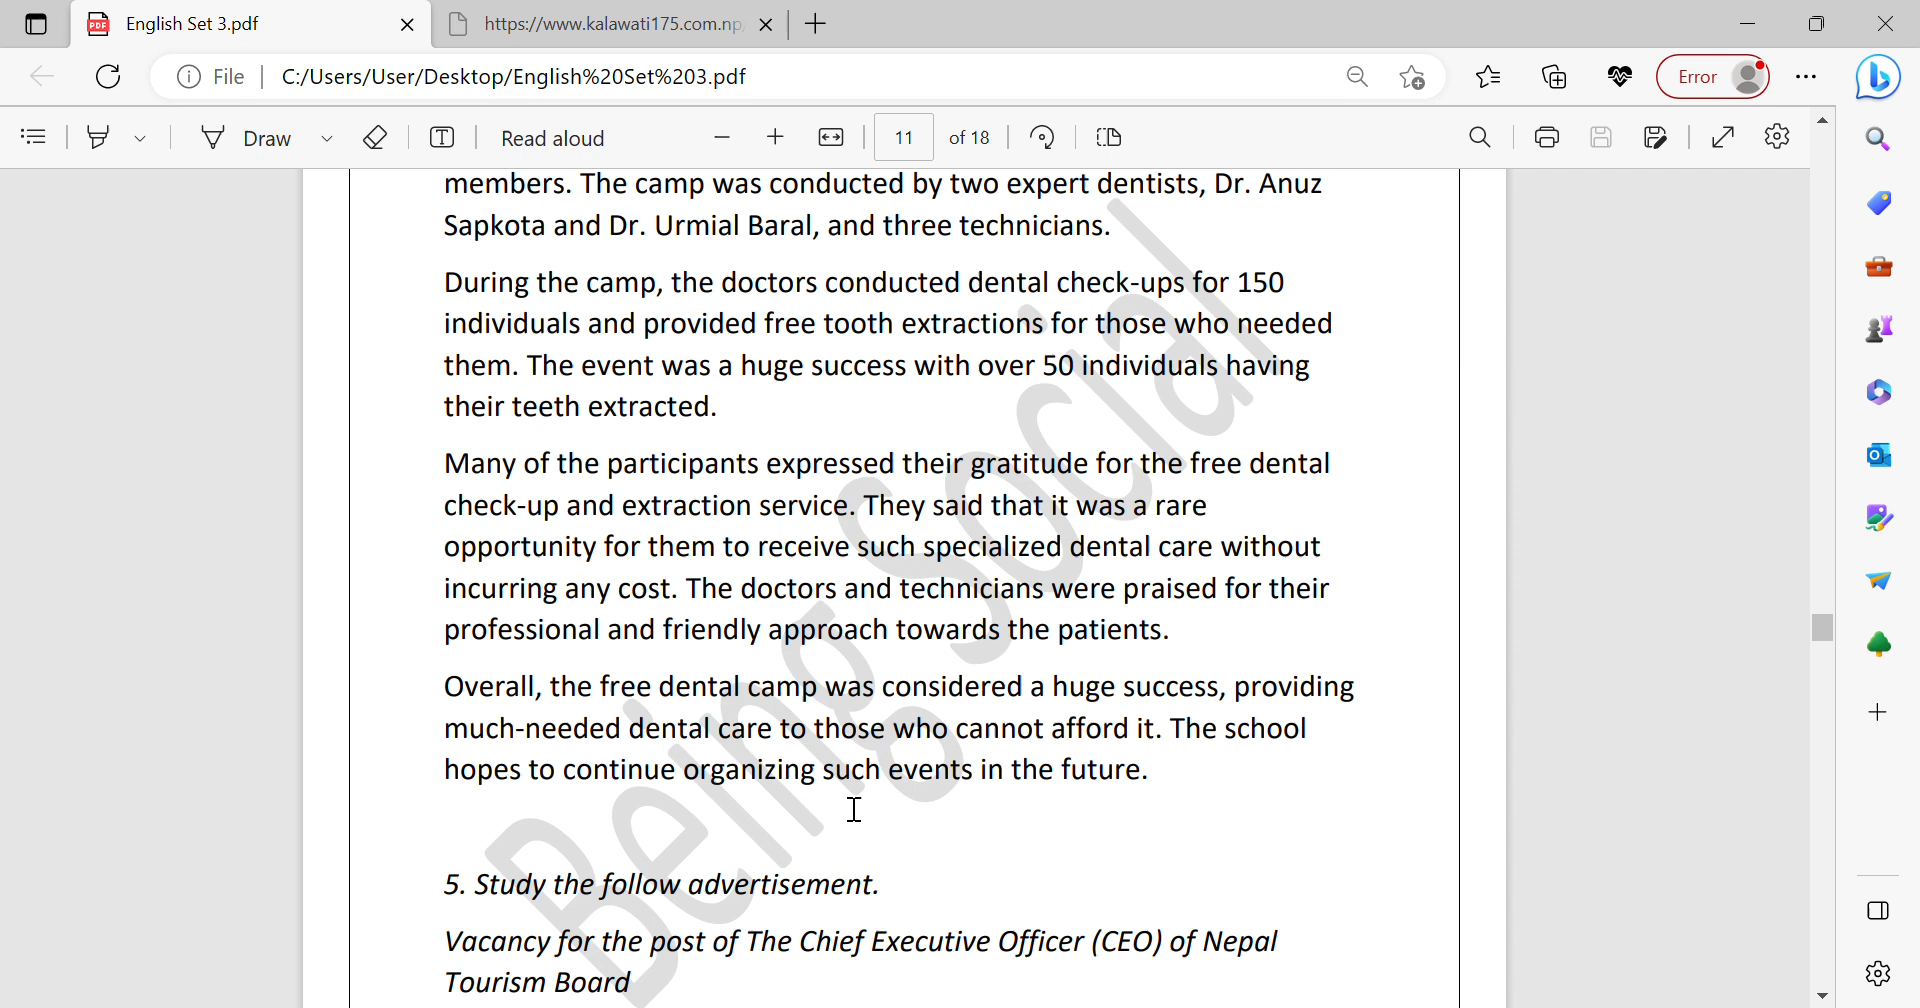 English Set 3.pdf
https://www.kalawati175.com.np/
File
C:/Users/User/Desktop/English%20Set%203.pdf
Error
Draw
Read aloud
11
of 18
members. The camp was conducted by two expert dentists, Dr. Anuz
Sapkota and Dr. Urmial Baral, and three technicians.
During the camp, the doctors conducted dental check-ups for 150
individuals and provided free tooth extractions for those who needed
them. The event was a huge success with over 50 individuals having
their teeth extracted.
Many of the participants expressed their gratitude for the free dental
check-up and extraction service. They said that it was a rare
opportunity for them to receive such specialized dental care without
incurring any cost. The doctors and technicians were praised for their
professional and friendly approach towards the patients.
Overall, the free dental camp was considered a huge success, providing
much-needed dental care to those who cannot afford it. The school
hopes to continue organizing such events in the future.
5. Study the follow advertisement.
Vacancy for the post of The Chief Executive Officer (CEO) of Nepal
Tourism Board
Being Social